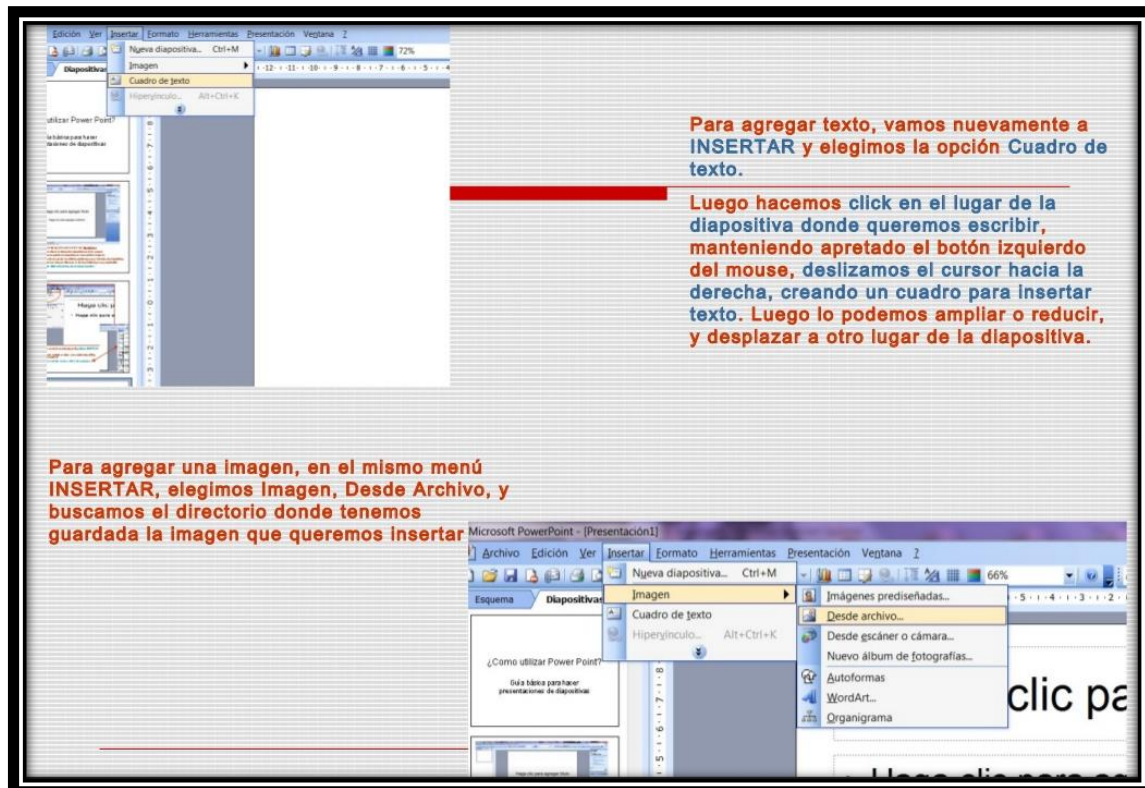 Edición Ver Insertar Formato Herramientas Presentación Ventana ?
Nueva diapositiva... Ctrl+M
72%
Diapositivas
Imagen
Cuadro de texto
Hipervínculo... Alt+Ctrl+K
utilizar Power Point?
Para agregar texto, vamos nuevamente a
INSERTAR y elegimos la opción Cuadro de
texto.
Luego hacemos click en el lugar de la
diapositiva donde queremos escribir,
manteniendo apretado el botón izquierdo
del mouse, deslizamos el cursor hacia la
derecha, creando un cuadro para insertar
texto. Luego lo podemos ampliar o reducir,
y desplazar a otro lugar de la diapositiva.
Para agregar una imagen, en el mismo menú
INSERTAR, elegimos Imagen, Desde Archivo, y
buscamos el directorio donde tenemos
guardada la imagen que queremos insertar
Microsoft PowerPoint - [Presentación1]
Archivo Edición Ver Insertar Formato Herramientas Presentación Ventana ?
Nueva diapositiva... Ctrl+M
66%
Esquema Diapositivas
Imagen
Cuadro de texto
Hipervínculo... Alt+Ctrl+K
Imágenes prediseñadas...
Desde archivo...
Desde escáner o cámara...
Nuevo álbum de fotografías...
Autoformas
WordArt...
Organigrama
¿Como utilizar Power Point?
Guía básica para hacer
presentaciones de diapositivas
clic pa
Haga clic para ag